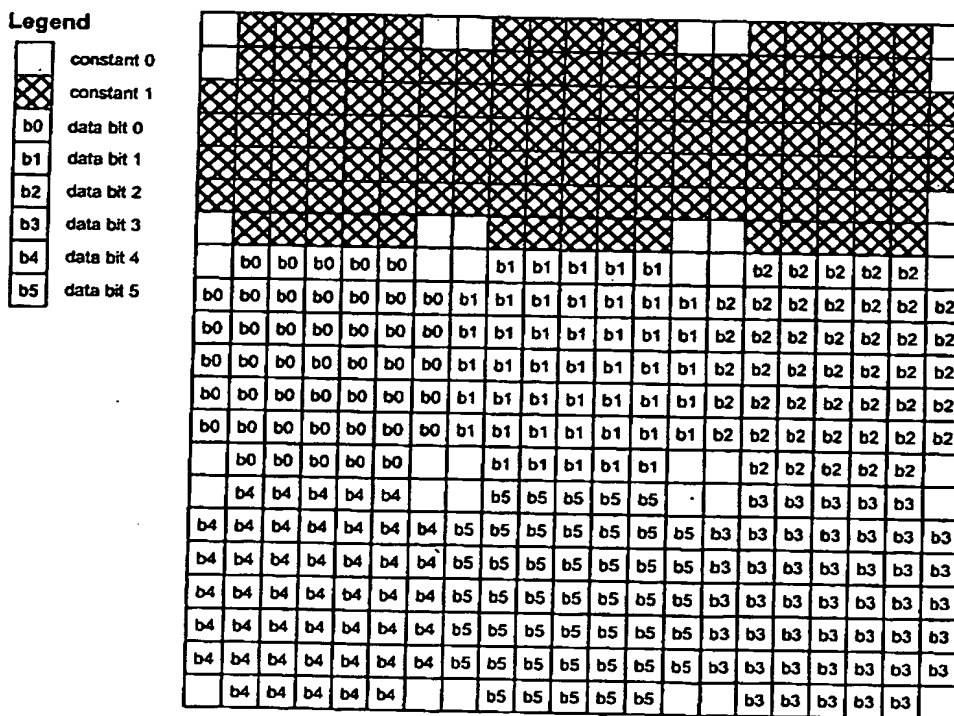 Legend
constant 0
constant 1
b0 data bit 0
b1 data bit 1
b2 data bit 2
b3 data bit 3
b4 data bit 4
b5 data bit 5
b0 b0 b0 b0 b0 b1 b1 b1 b1 b1 b2 b2 b2 b2 b2
b0 b0 b0 b0 b0 b0 b0 b1 b1 b1 b1 b1 b1 b1 b2 b2 b2 b2 b2 b2 b2
b0 b0 b0 b0 b0 b0 b0 b1 b1 b1 b1 b1 b1 b1 b2 b2 b2 b2 b2 b2 b2
b0 b0 b0 b0 b0 b0 b0 b1 b1 b1 b1 b1 b1 b1 b2 b2 b2 b2 b2 b2 b2
b0 b0 b0 b0 b0 b0 b0 b1 b1 b1 b1 b1 b1 b1 b2 b2 b2 b2 b2 b2 b2
b0 b0 b0 b0 b0 b0 b0 b1 b1 b1 b1 b1 b1 b1 b2 b2 b2 b2 b2 b2 b2
b0 b0 b0 b0 b0 b1 b1 b1 b1 b1 b2 b2 b2 b2 b2
b4 b4 b4 b4 b4 b5 b5 b5 b5 b5 b3 b3 b3 b3 b3
b4 b4 b4 b4 b4 b4 b4 b5 b5 b5 b5 b5 b5 b5 b3 b3 b3 b3 b3 b3 b3
b4 b4 b4 b4 b4 b4 b4 b5 b5 b5 b5 b5 b5 b5 b3 b3 b3 b3 b3 b3 b3
b4 b4 b4 b4 b4 b4 b4 b5 b5 b5 b5 b5 b5 b5 b3 b3 b3 b3 b3 b3 b3
b4 b4 b4 b4 b4 b4 b4 b5 b5 b5 b5 b5 b5 b5 b3 b3 b3 b3 b3 b3 b3
b4 b4 b4 b4 b4 b4 b4 b5 b5 b5 b5 b5 b5 b5 b3 b3 b3 b3 b3 b3 b3
b4 b4 b4 b4 b4 b5 b5 b5 b5 b5 b3 b3 b3 b3 b3